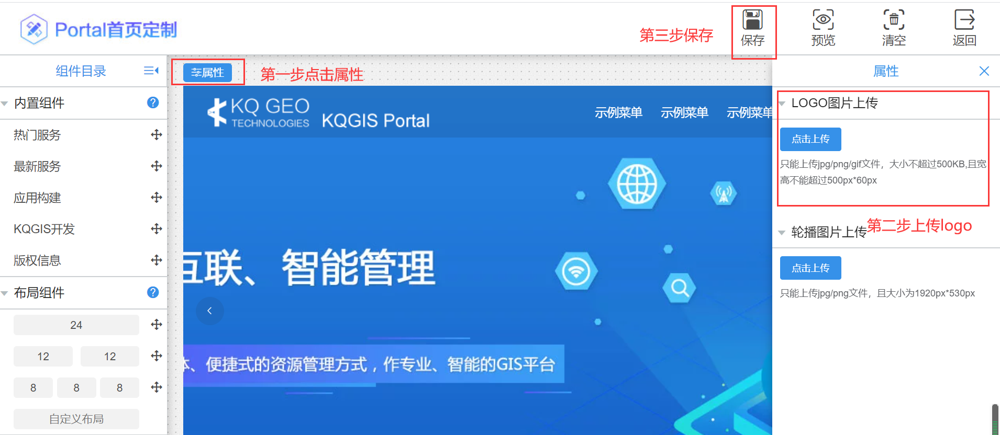 Portal首页定制
第三步保存
保存
预览
清空
返回
组件目录
属性
第一步点击属性
属性
内置组件
?
热门服务
最新服务
应用构建
KQGIS开发
版权信息
布局组件
?
24
12 12
8 8 8
自定义布局
KQ GEO
TECHNOLOGIES
KQGIS Portal
示例菜单 示例菜单 示例菜单
互联、智能管理
体、便捷式的资源管理方式，作专业、智能的GIS平台
LOGO图片上传
点击上传
只能上传jpg/png/gif文件，大小不超过500KB,且宽
高不能超过500px*60px
第二步上传logo
轮播图片上传
点击上传
只能上传jpg/png文件，且大小为1920px*530px